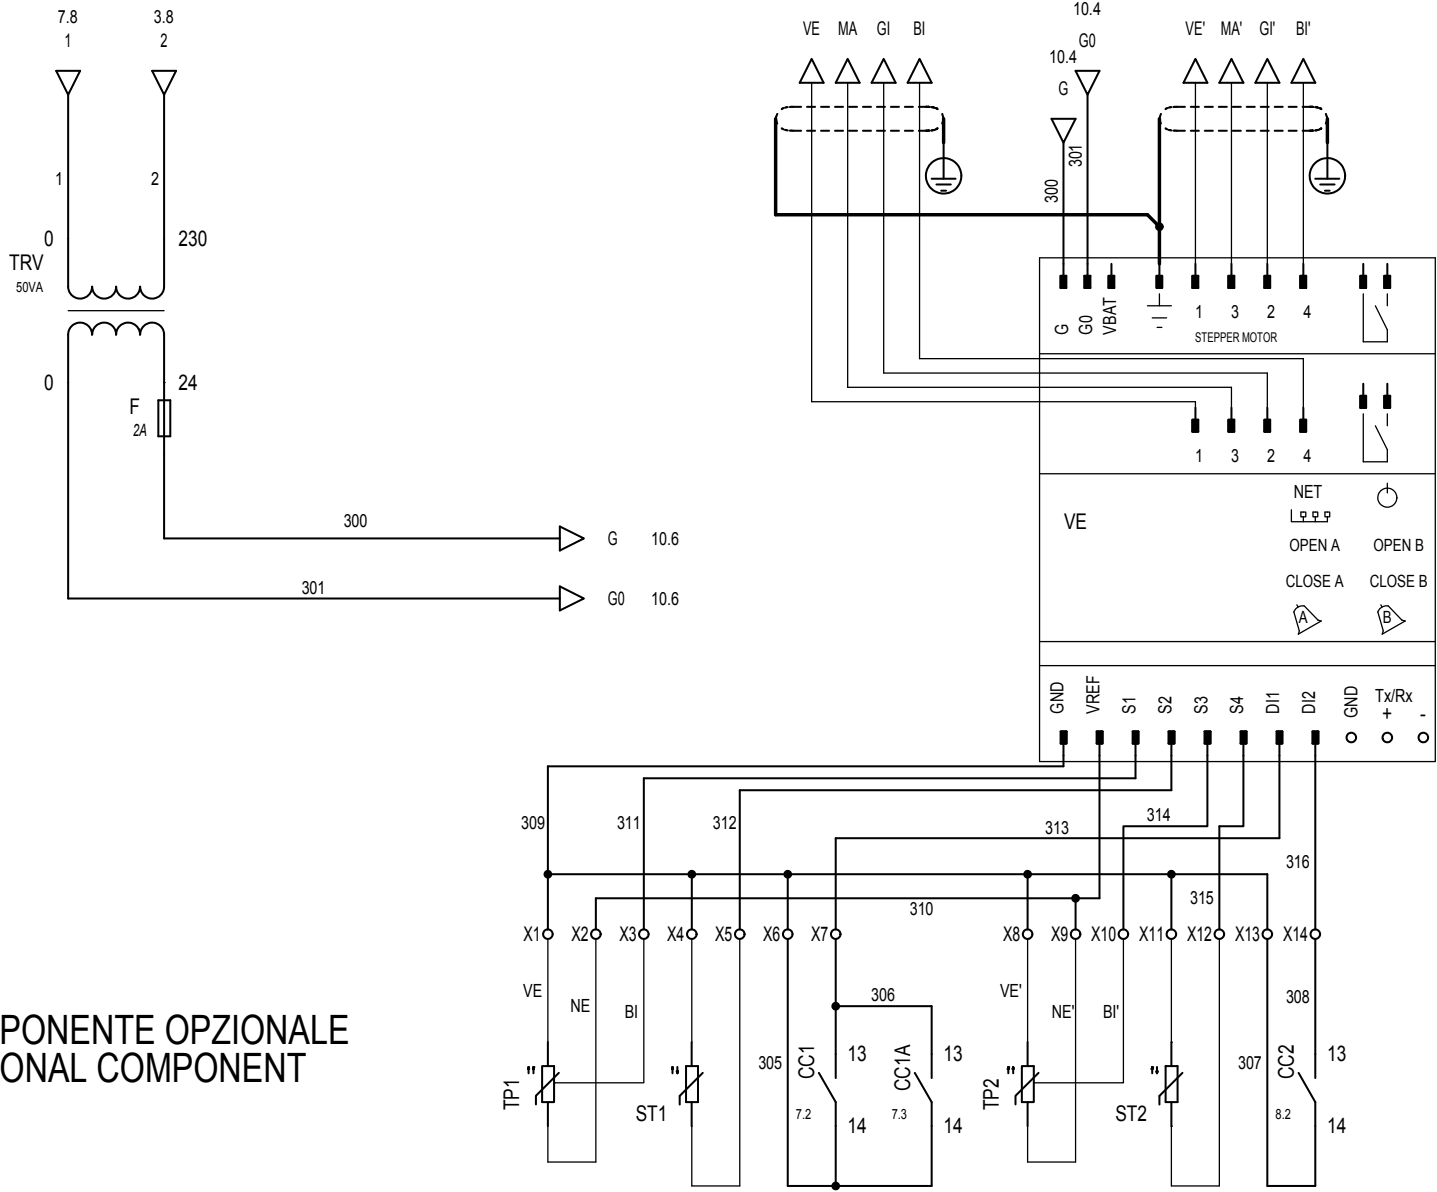 7.8 3.8 VE MA GI BI 10.4 VE' MA' GI' BI'
1 2 G0
10.4
G
1 2 300 301
0 230
TRV
50VA
G G0 VBAT 1 3 2 4
STEPPER MOTOR
0 24
F
2A
1 3 2 4
NET
VE
300 G 10.6 OPEN A OPEN B
301 G0 10.6 CLOSE A CLOSE B
A B
GND VREF S1 S2 S3 S4 DI1 DI2 GND Tx/Rx
+ -
309 311 312 313 314
316
310 315
X1 X2 X3 X4 X5 X6 X7 X8 X9 X10 X11 X12 X13 X14
VE NE BI 306 VE' NE' BI' 308
PONENTE OPZIONALE
ONAL COMPONENT
305 CC1 13 CC1A 13 307 CC2 13
TP1 ST1 7.2 14 7.3 14 TP2 ST2 8.2 14